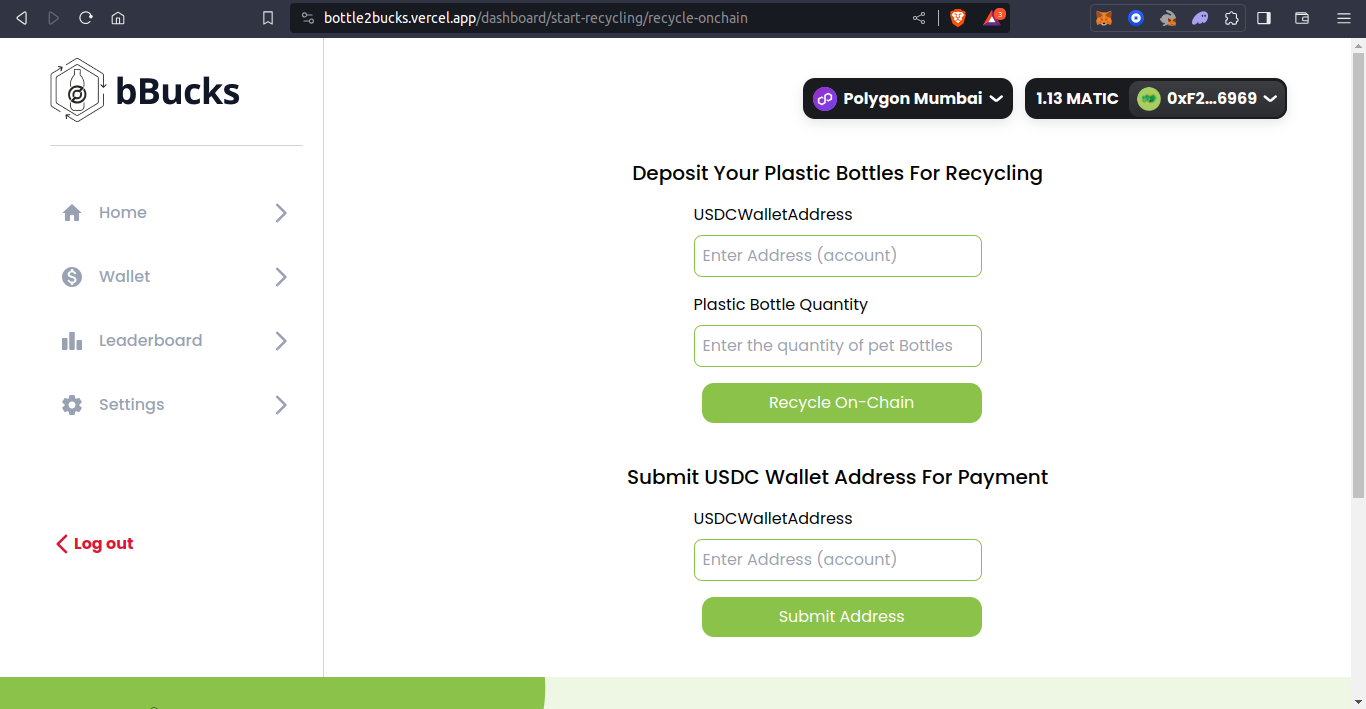 bottle2bucks.vercel.app/dashboard/start-recycling/recycle-onchain
3
bBucks
Polygon Mumbai
1.13 MATIC
0xF2...6969
Home
Wallet
Leaderboard
Settings
Log out
Deposit Your Plastic Bottles For Recycling
USDCWalletAddress
Enter Address (account)
Plastic Bottle Quantity
Enter the quantity of pet Bottles
Recycle On-Chain
Submit USDC Wallet Address For Payment
USDCWalletAddress
Enter Address (account)
Submit Address